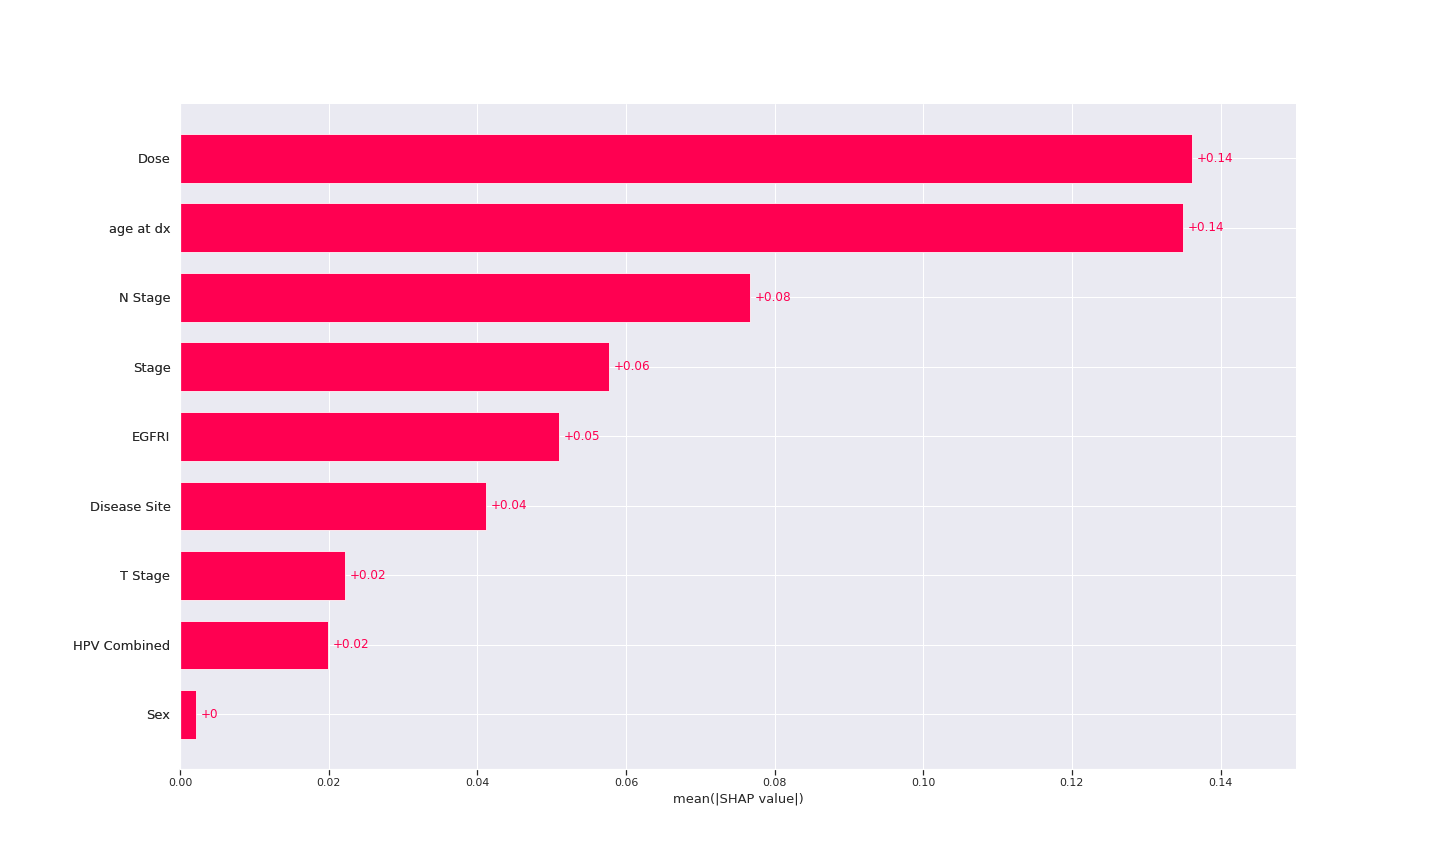 Dose +0.14
age at dx +0.14
N Stage +0.08
Stage +0.06
EGFRI +0.05
Disease Site +0.04
T Stage +0.02
HPV Combined +0.02
Sex +0
0.00 0.02 0.04 0.06 0.08 0.10 0.12 0.14
mean(|SHAP value|)